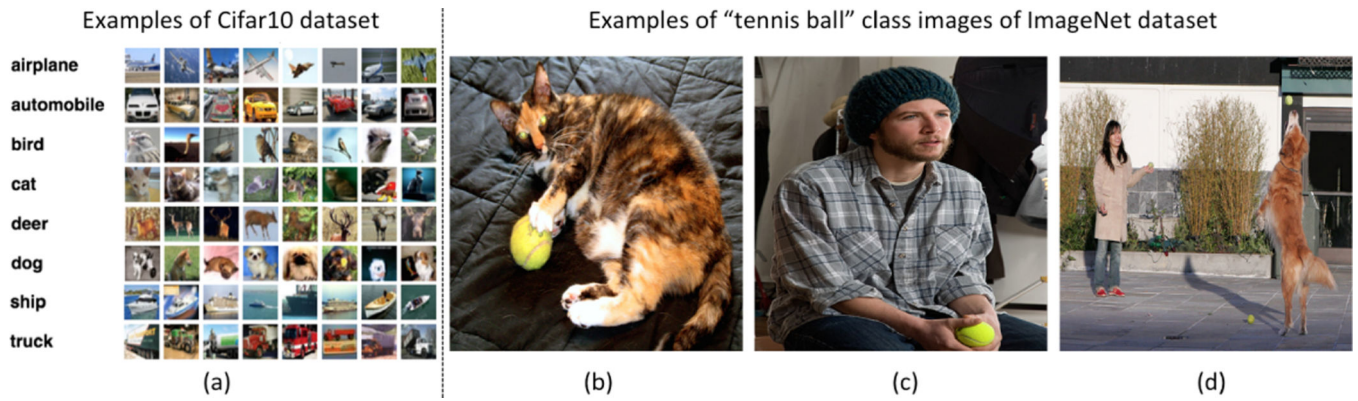 Examples of Cifar10 dataset
airplane
automobile
bird
cat
deer
dog
ship
truck
(a)
Examples of “tennis ball” class images of ImageNet dataset
(b) (c) (d)